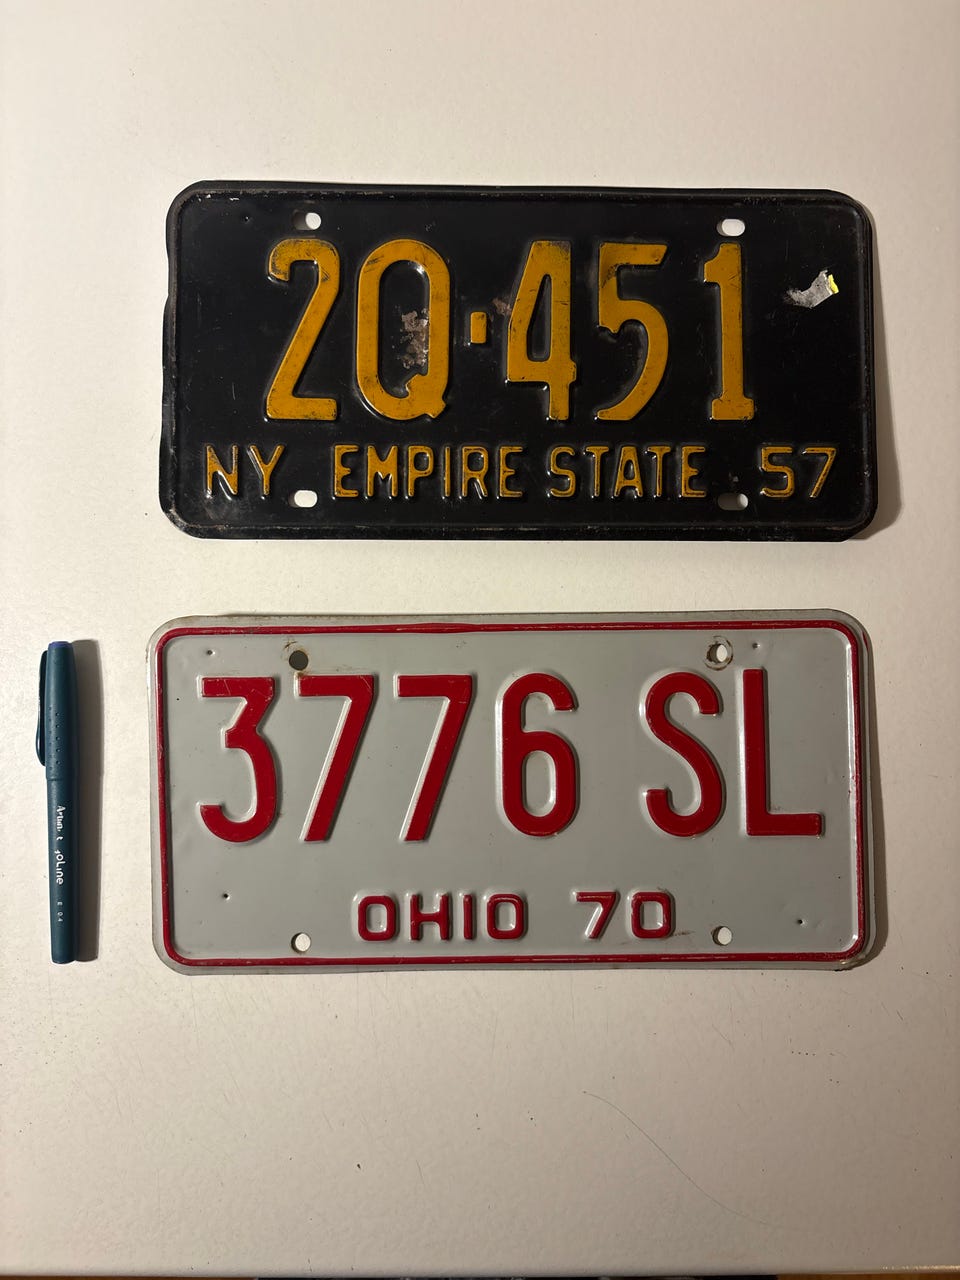 2Q·451
NY EMPIRE STATE 57
3776 SL
OHIO 70